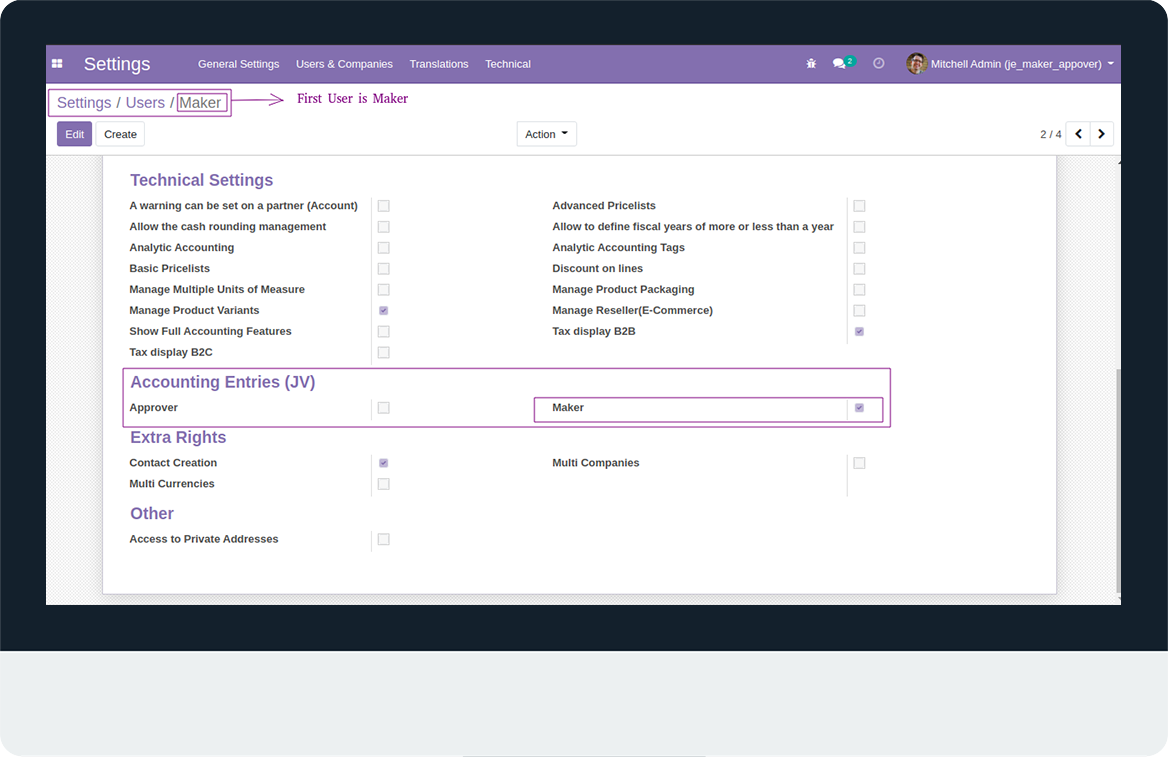 Settings General Settings Users & Companies Translations Technical 2 Mitchell Admin (je_maker_appover)
Settings / Users / Maker First User is Maker
Edit Create Action 2 / 4
Technical Settings
A warning can be set on a partner (Account) Advanced Pricelists
Allow the cash rounding management Allow to define fiscal years of more or less than a year
Analytic Accounting Analytic Accounting Tags
Basic Pricelists Discount on lines
Manage Multiple Units of Measure Manage Product Packaging
Manage Product Variants Manage Reseller(E-Commerce)
Show Full Accounting Features Tax display B2B
Tax display B2C
Accounting Entries (JV)
Approver Maker
Extra Rights
Contact Creation Multi Companies
Multi Currencies
Other
Access to Private Addresses